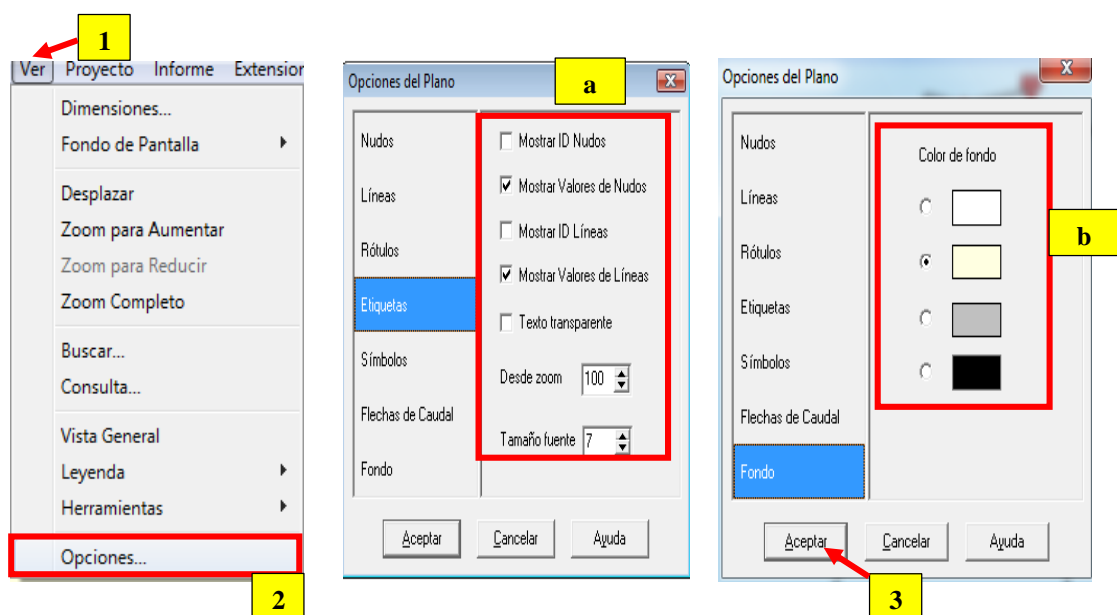 1
Ver Proyecto Informe Extension
Dimensiones...
Fondo de Pantalla
Desplazar
Zoom para Aumentar
Zoom para Reducir
Zoom Completo
Buscar...
Consulta...
Vista General
Leyenda
Herramientas
Opciones...
2
Opciones del Plano
a
Nudos
Líneas
Rótulos
Etiquetas
Símbolos
Flechas de Caudal
Fondo
Mostrar ID Nudos
Mostrar Valores de Nudos
Mostrar ID Líneas
Mostrar Valores de Líneas
Texto transparente
Desde zoom 100
Tamaño fuente 7
Aceptar Cancelar Ayuda
Opciones del Plano
Nudos
Líneas
Rótulos
Etiquetas
Símbolos
Flechas de Caudal
Fondo
Color de fondo
b
Aceptar Cancelar Ayuda
3